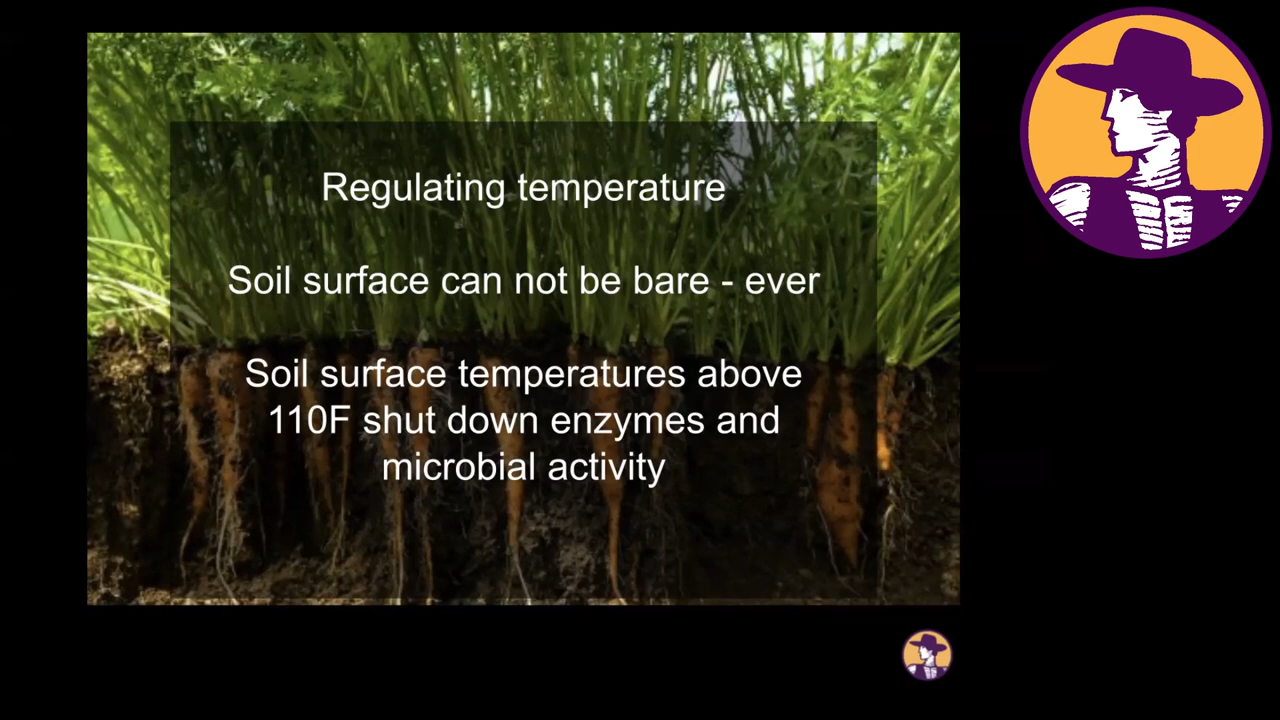 Regulating temperature
Soil surface can not be bare - ever
Soil surface temperatures above
110F shut down enzymes and
microbial activity